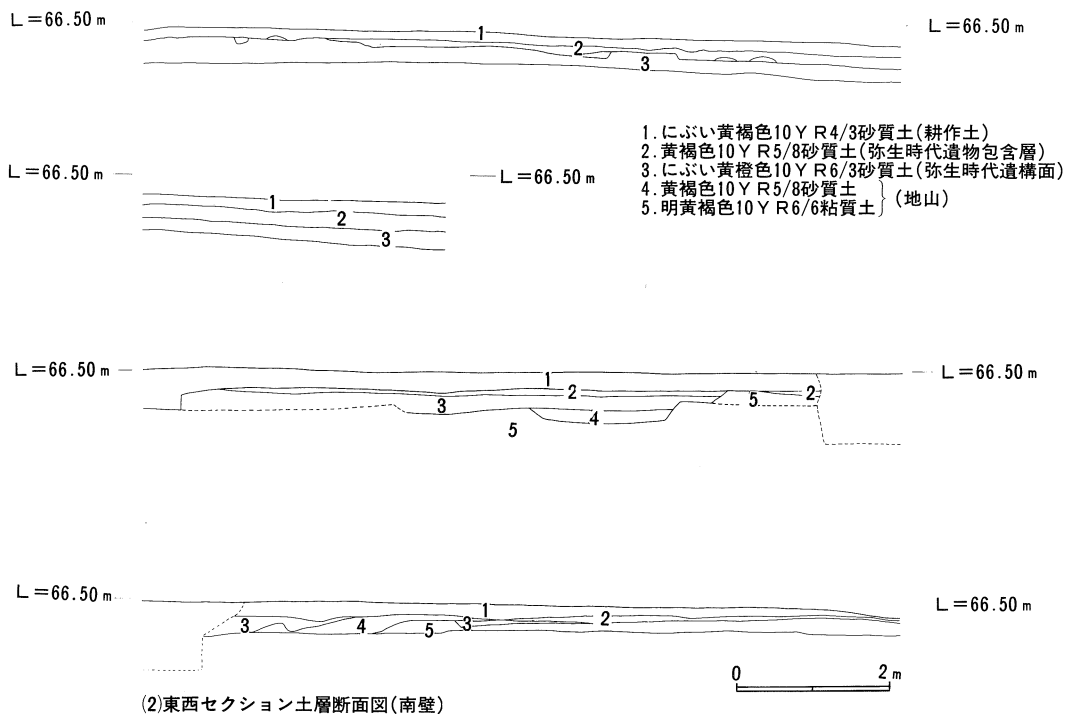 L=66.50m
L=66.50m
1
2
3
1.にぶい黄褐色10YR4/3砂質土(耕作土)
2.黄褐色10YR5/8砂質土(弥生時代遺物包含層)
3.にぶい黄橙色10YR6/3砂質土(弥生時代遺構面)
4.黄褐色10YR5/8砂質土
5.明黄褐色10YR6/6粘質土
(地山)
L=66.50m
L=66.50m
1
2
3
L=66.50m
L=66.50m
1
2
3
4
5
5
2
L=66.50m
L=66.50m
1
2
3
4
5
3
2
0
2m
(2)東西セクション土層断面図(南壁)